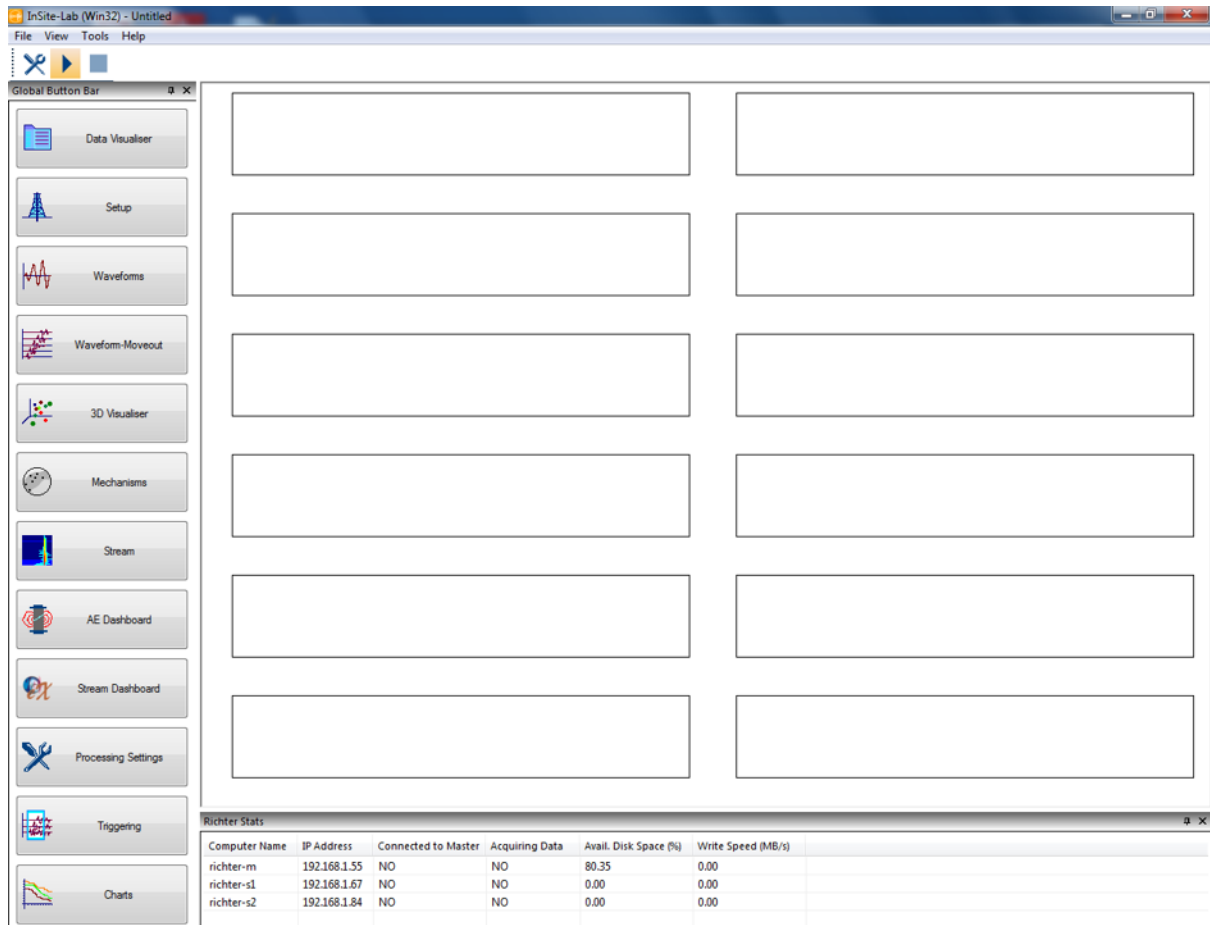 InSite-Lab (Win32) - Untitled
File View Tools Help
Global Button Bar
Data Visualiser
Setup
Waveforms
Waveform-Moveout
3D Visualiser
Mechanisms
Stream
AE Dashboard
Stream Dashboard
Processing Settings
Triggering
Charts
Richter Stats
Computer Name IP Address Connected to Master Acquiring Data Avail. Disk Space (%) Write Speed (MB/s)
richter-m 192.168.1.55 NO NO 80.35 0.00
richter-s1 192.168.1.67 NO NO 0.00 0.00
richter-s2 192.168.1.84 NO NO 0.00 0.00